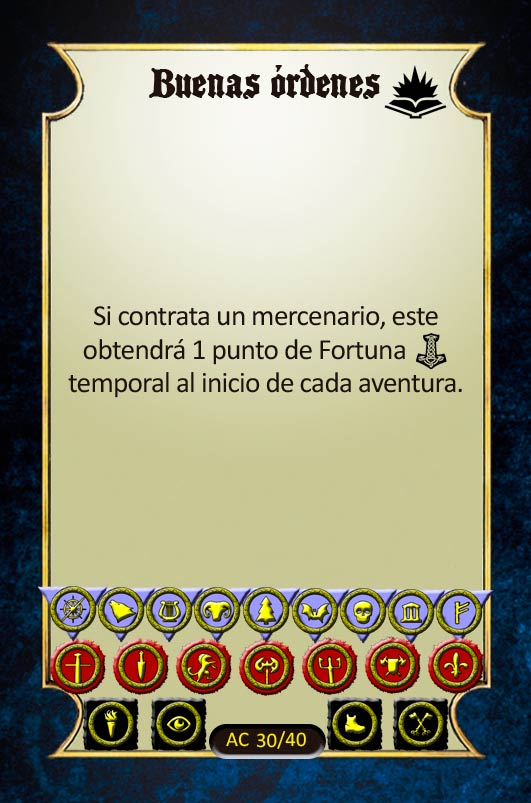 Buenas órdenes
Si contrata un mercenario, este
obtendrá 1 punto de Fortuna
temporal al inicio de cada aventura.
AC 30/40